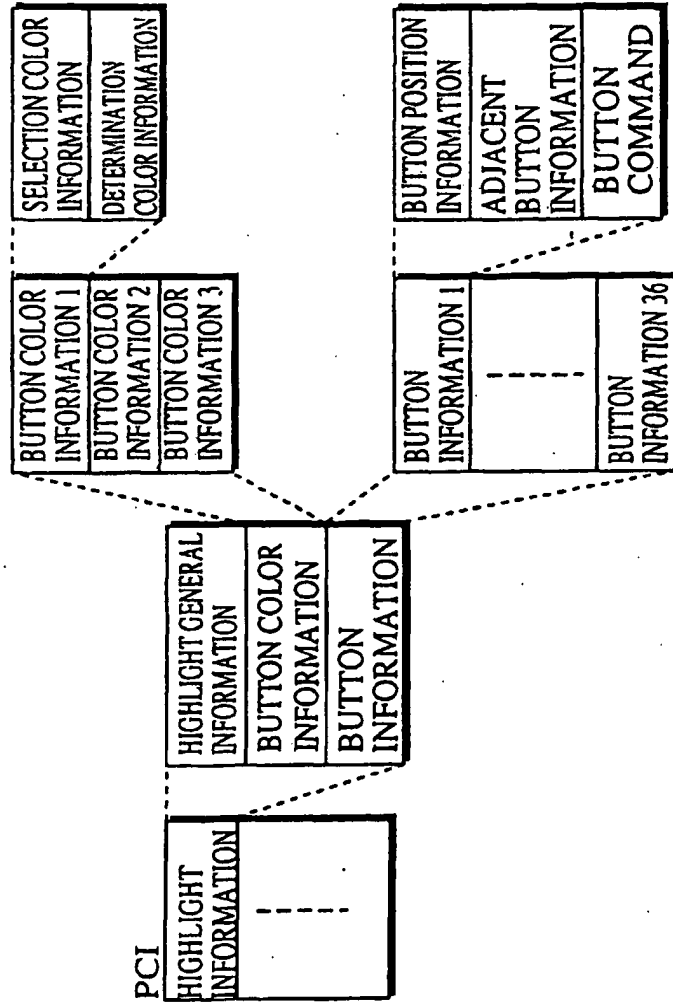 PCI
HIGHLIGHT
INFORMATION
HIGHLIGHT GENERAL
INFORMATION
BUTTON COLOR
INFORMATION
BUTTON
INFORMATION
BUTTON COLOR
INFORMATION 1
BUTTON COLOR
INFORMATION 2
BUTTON COLOR
INFORMATION 3
SELECTION COLOR
INFORMATION
DETERMINATION
COLOR INFORMATION
BUTTON
INFORMATION 1
BUTTON
INFORMATION 36
BUTTON POSITION
INFORMATION
ADJACENT
BUTTON
INFORMATION
BUTTON
COMMAND